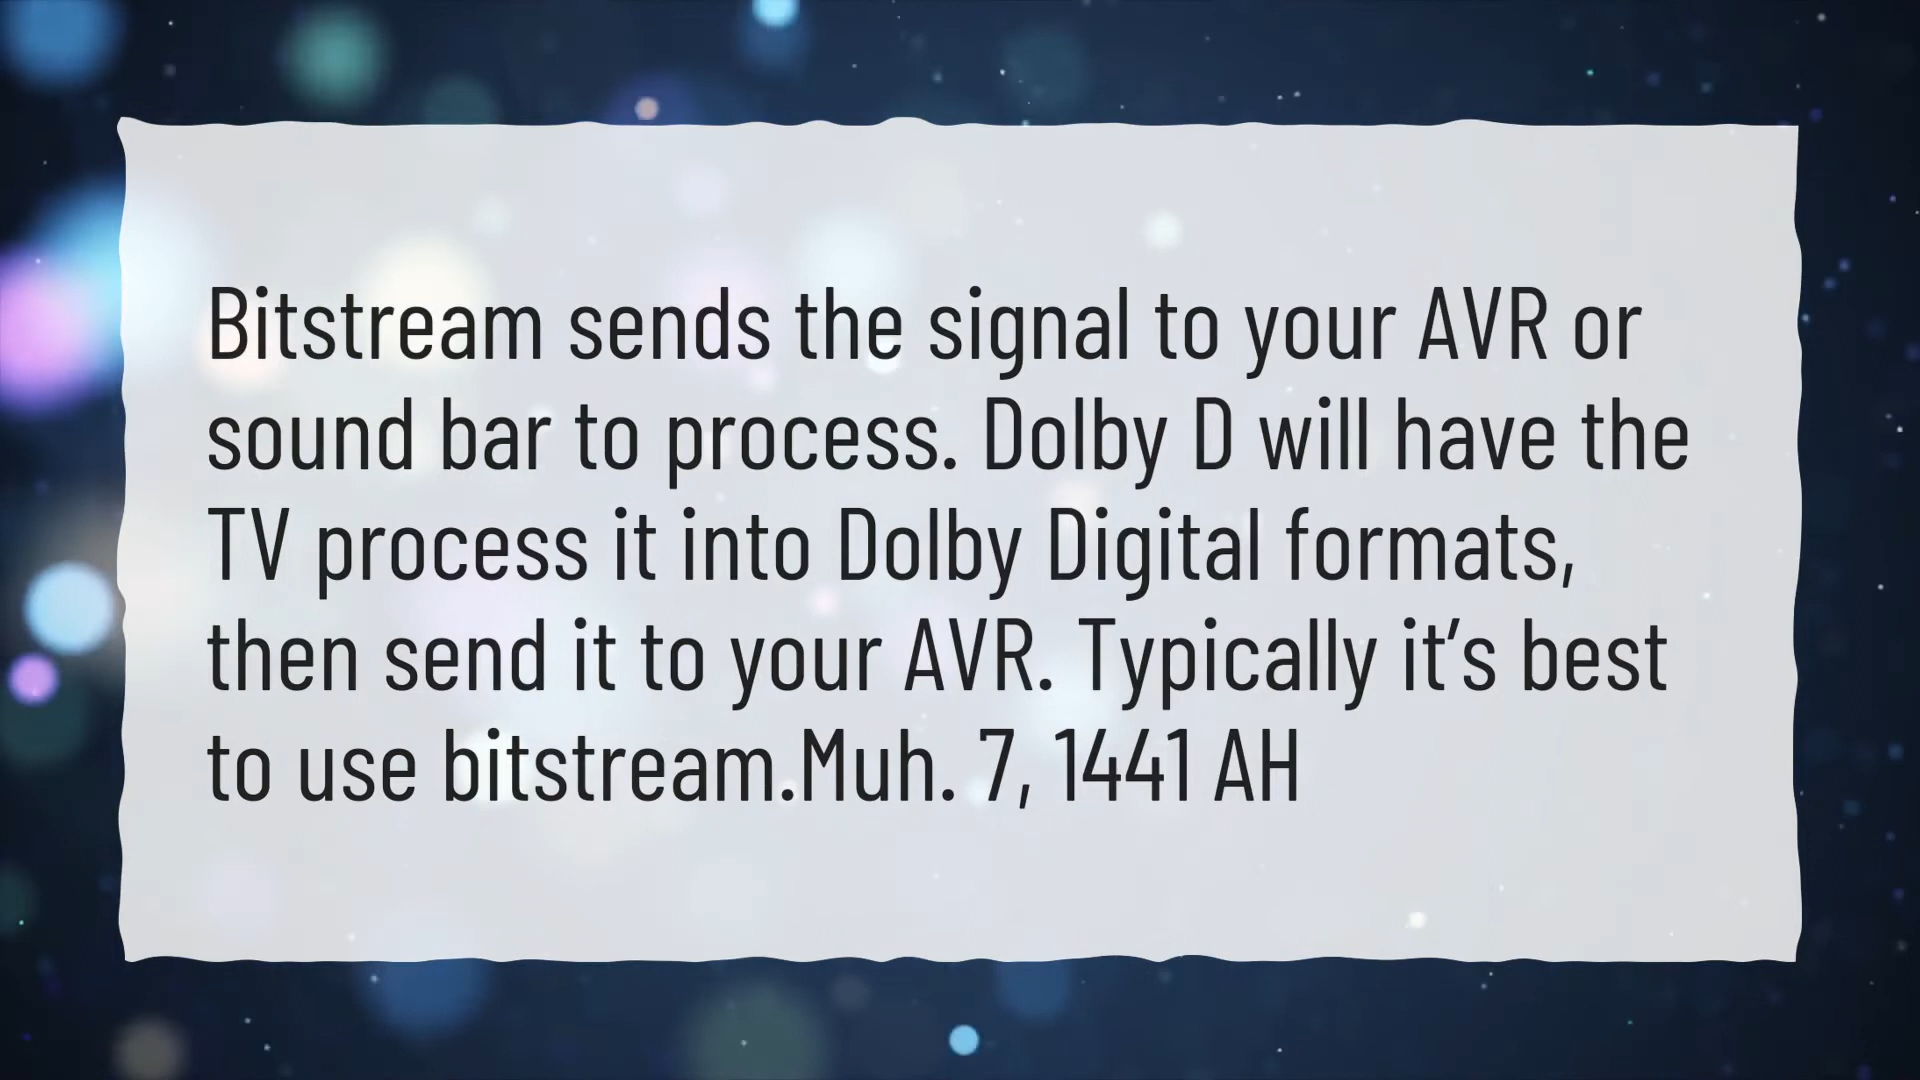 Bitstream sends the signal to your AVR or
sound bar to process. Dolby D will have the
TV process it into Dolby Digital formats,
then send it to your AVR. Typically it’s best
to use bitstream.Muh. 7, 1441 AH